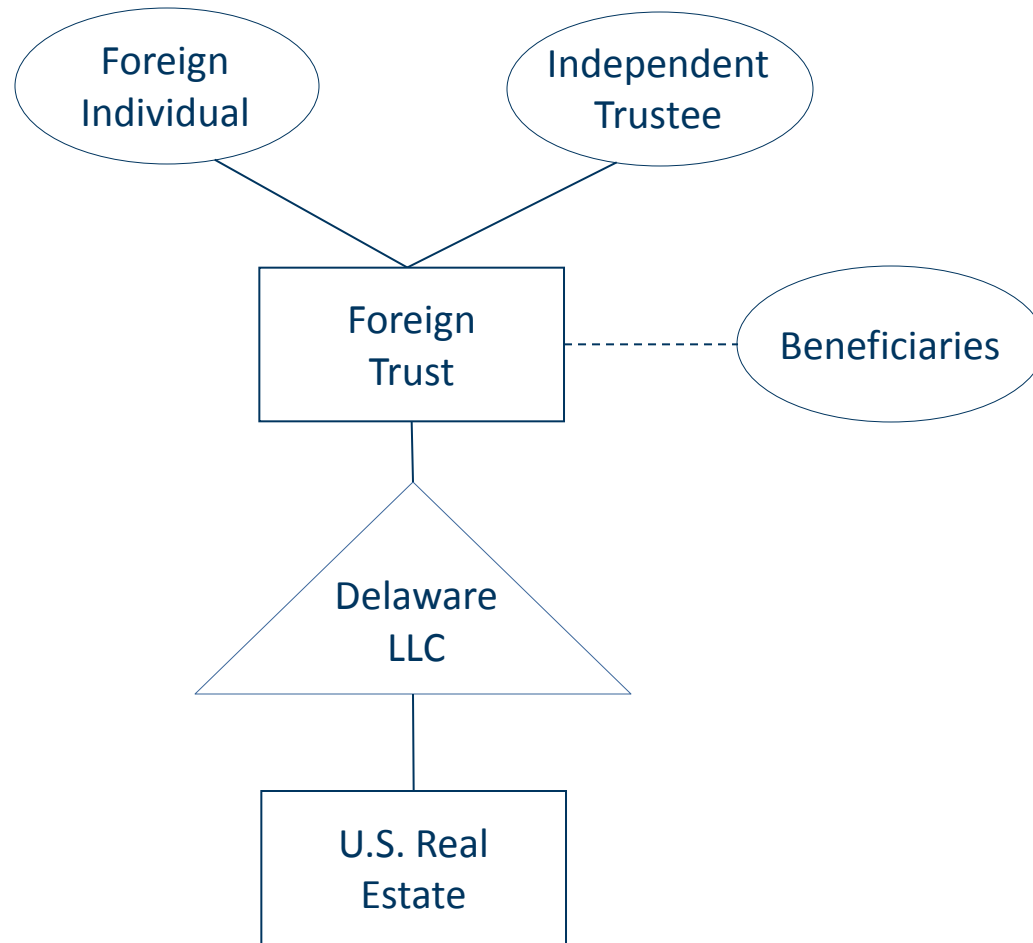 Foreign
Individual
Independent
Trustee
Foreign
Trust
Beneficiaries
Delaware
LLC
U.S. Real
Estate